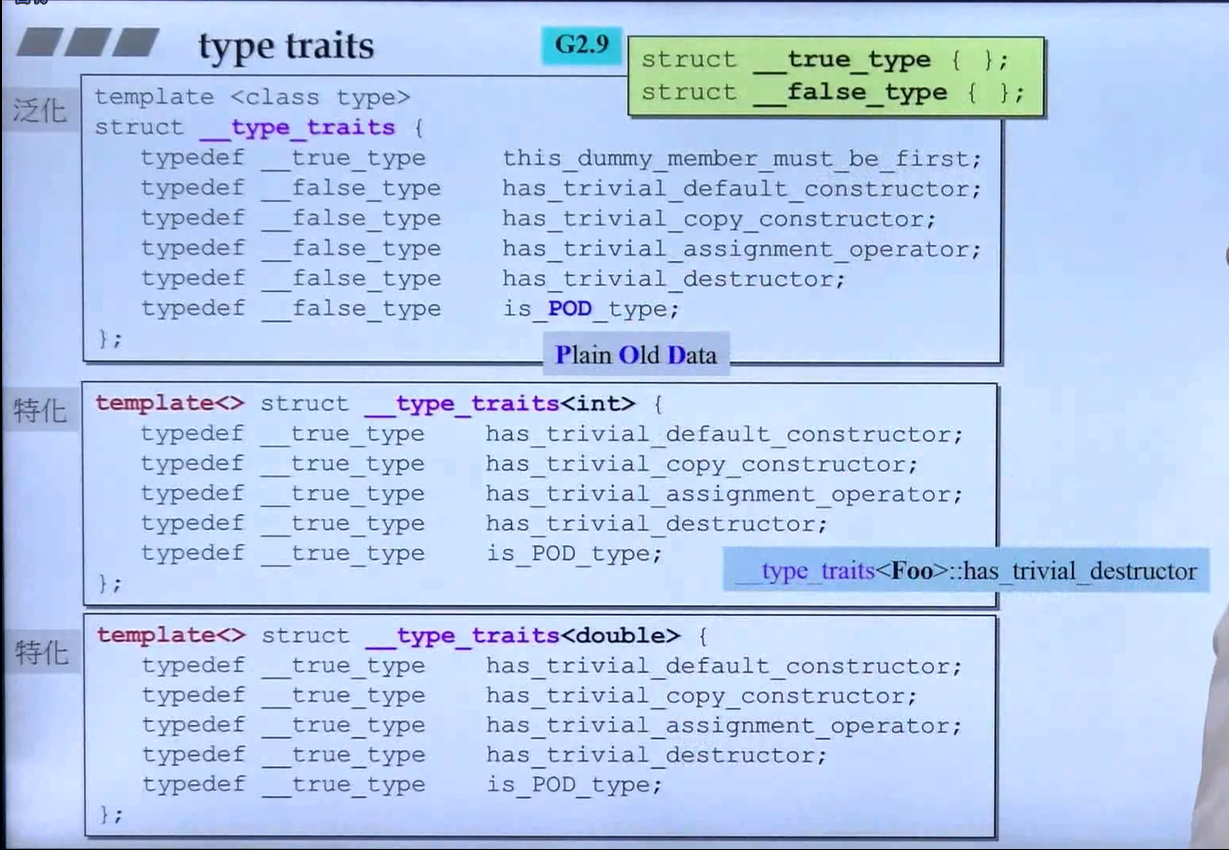 type traits
G2.9
struct __true_type { };
struct __false_type { };
泛化
template <class type>
struct __type_traits {
typedef __true_type this_dummy_member_must_be_first;
typedef __false_type has_trivial_default_constructor;
typedef __false_type has_trivial_copy_constructor;
typedef __false_type has_trivial_assignment_operator;
typedef __false_type has_trivial_destructor;
typedef __false_type is_POD_type;
};
Plain Old Data
特化
template<> struct __type_traits<int> {
typedef __true_type has_trivial_default_constructor;
typedef __true_type has_trivial_copy_constructor;
typedef __true_type has_trivial_assignment_operator;
typedef __true_type has_trivial_destructor;
typedef __true_type is_POD_type;
};
__type_traits<Foo>::has_trivial_destructor
特化
template<> struct __type_traits<double> {
typedef __true_type has_trivial_default_constructor;
typedef __true_type has_trivial_copy_constructor;
typedef __true_type has_trivial_assignment_operator;
typedef __true_type has_trivial_destructor;
typedef __true_type is_POD_type;
};